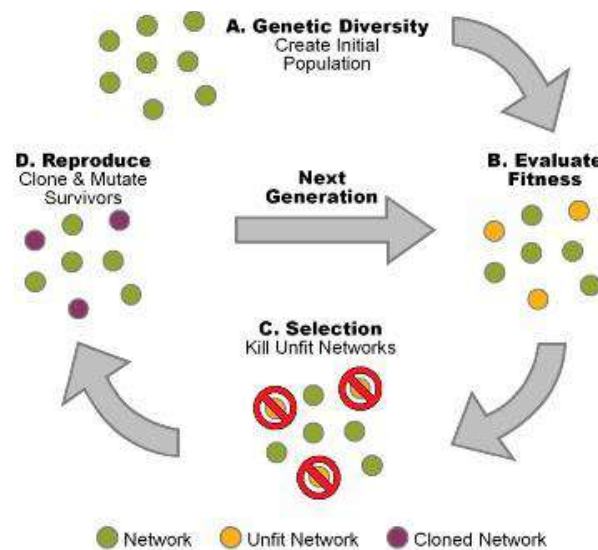 A. Genetic Diversity
Create Initial
Population
D. Reproduce
Clone & Mutate
Survivors
Next
Generation
B. Evaluate
Fitness
C. Selection
Kill Unfit Networks
Network
Unfit Network
Cloned Network